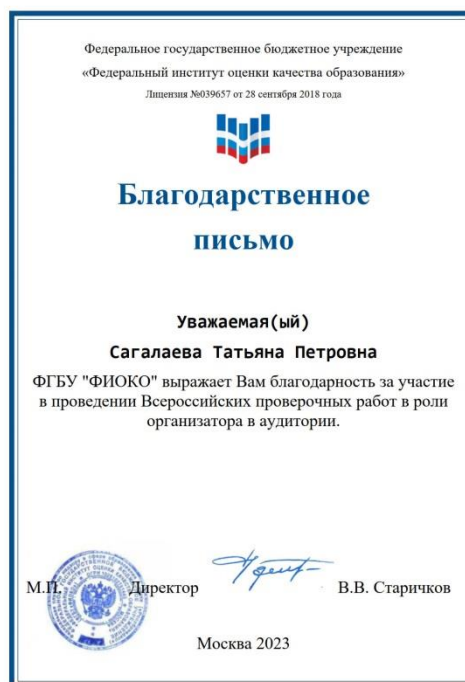 Федеральное государственное бюджетное учреждение
«Федеральный институт оценки качества образования»
Лицензия №039657 от 28 сентября 2018 года
Благодарственное
письмо
Уважаемая(ый)
Сагалаева Татьяна Петровна
ФГБУ "ФИОКО" выражает Вам благодарность за участие
в проведении Всероссийских проверочных работ в роли
организатора в аудитории.
М.П. Директор В.В. Старичков
Москва 2023